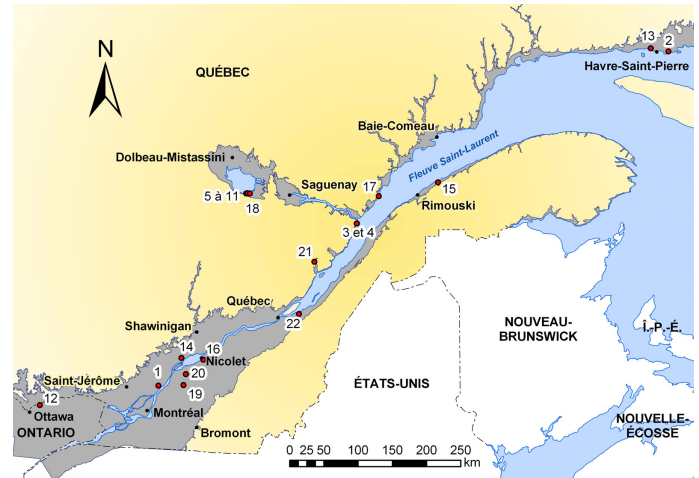 13
2
N
Havre-Saint-Pierre
QUÉBEC
Baie-Comeau
Fleuve Saint-Laurent
Dolbeau-Mistassini
Saguenay
17
15
5 à 11
18
Rimouski
3 et 4
21
Québec
22
Shawinigan
NOUVEAU-
BRUNSWICK
Î.-P.-É.
14
16
Nicolet
1
20
ÉTATS-UNIS
Saint-Jérôme
19
12
Ottawa
Montréal
NOUVELLE-
ÉCOSSE
ONTARIO
Bromont
0 25 50 100 150 200 250
km